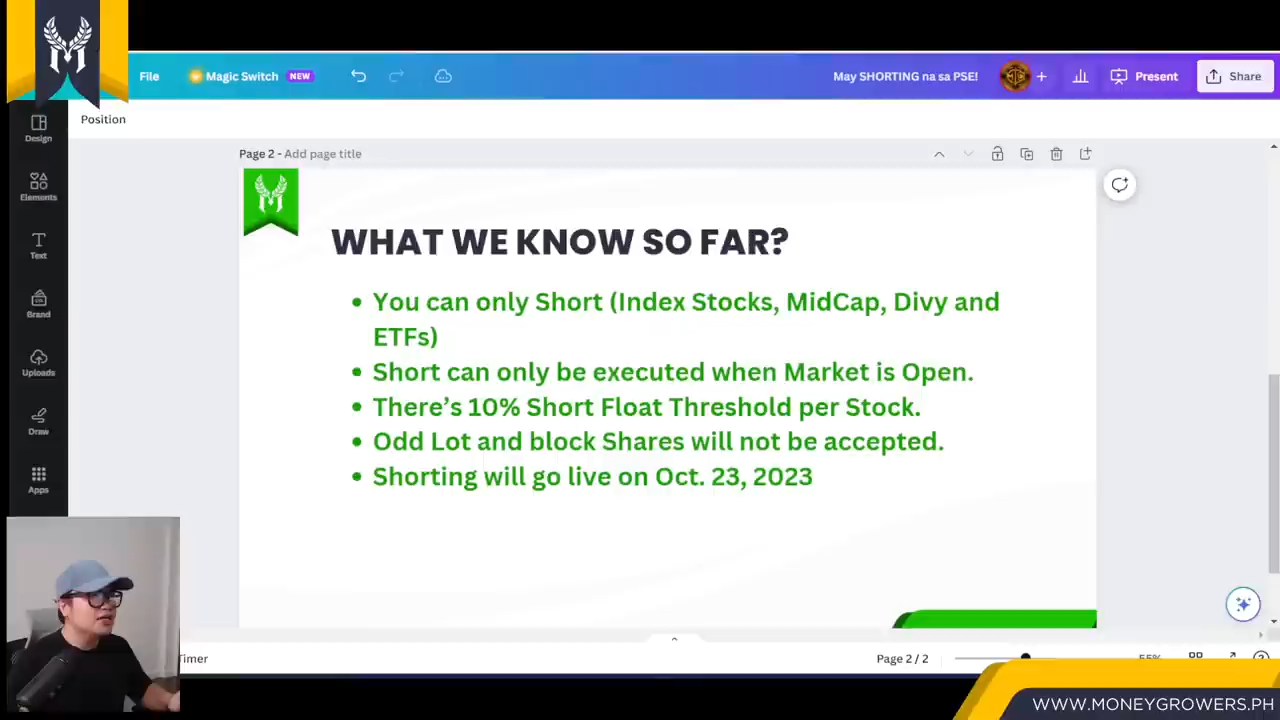 File
Magic Switch NEW
May SHORTING na sa PSE!
Present
Share
Position
Design
Elements
Text
Brand
Uploads
Draw
Apps
Page 2 - Add page title
WHAT WE KNOW SO FAR?
• You can only Short (Index Stocks, MidCap, Divy and
ETFs)
• Short can only be executed when Market is Open.
• There's 10% Short Float Threshold per Stock.
• Odd Lot and block Shares will not be accepted.
• Shorting will go live on Oct. 23, 2023
Timer
Page 2 / 2
55%
WWW.MONEYGROWERS.PH